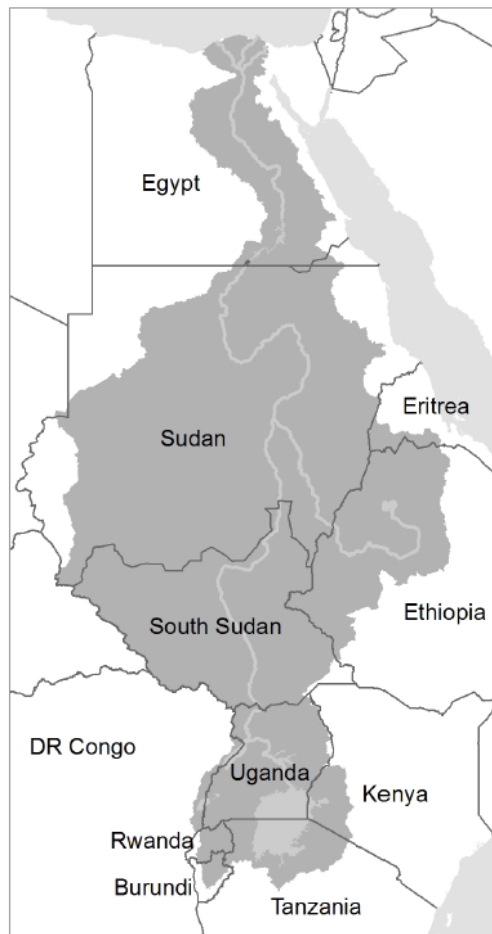 Egypt
Sudan
Eritrea
South Sudan
Ethiopia
DR Congo
Uganda
Kenya
Rwanda
Burundi
Tanzania